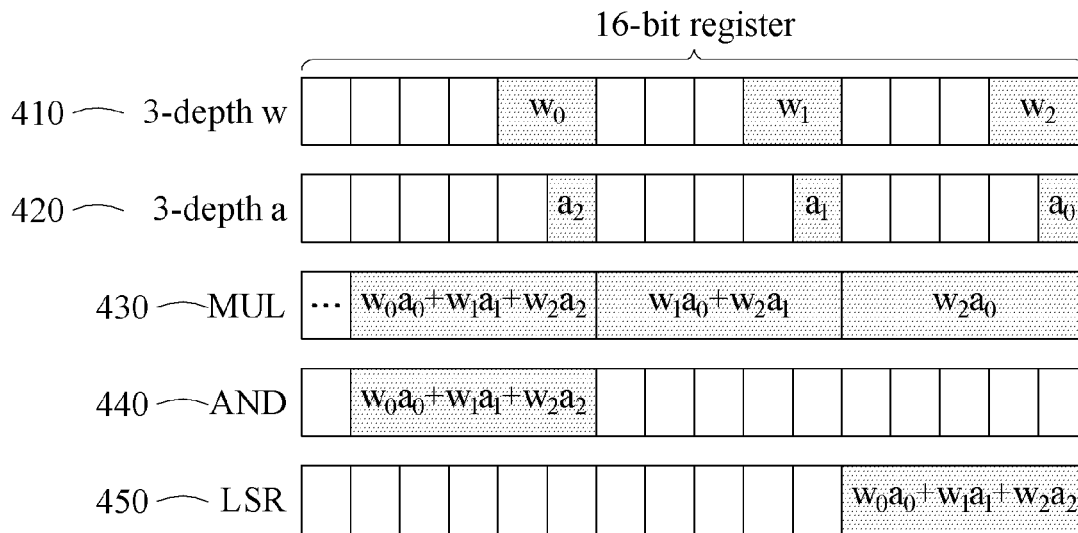 16-bit register
410 3-depth w w₀ w₁ w₂
420 3-depth a a₂ a₁ a₀
430 MUL ··· w₀a₀+w₁a₁+w₂a₂ w₁a₀+w₂a₁ w₂a₀
440 AND w₀a₀+w₁a₁+w₂a₂
450 LSR w₀a₀+w₁a₁+w₂a₂